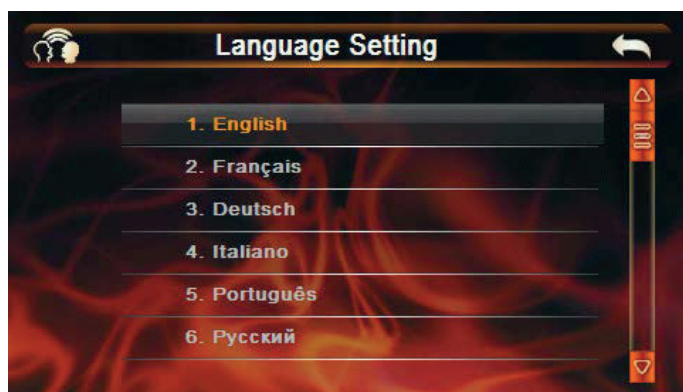 Language Setting
1. English
2. Français
3. Deutsch
4. Italiano
5. Português
6. Русский